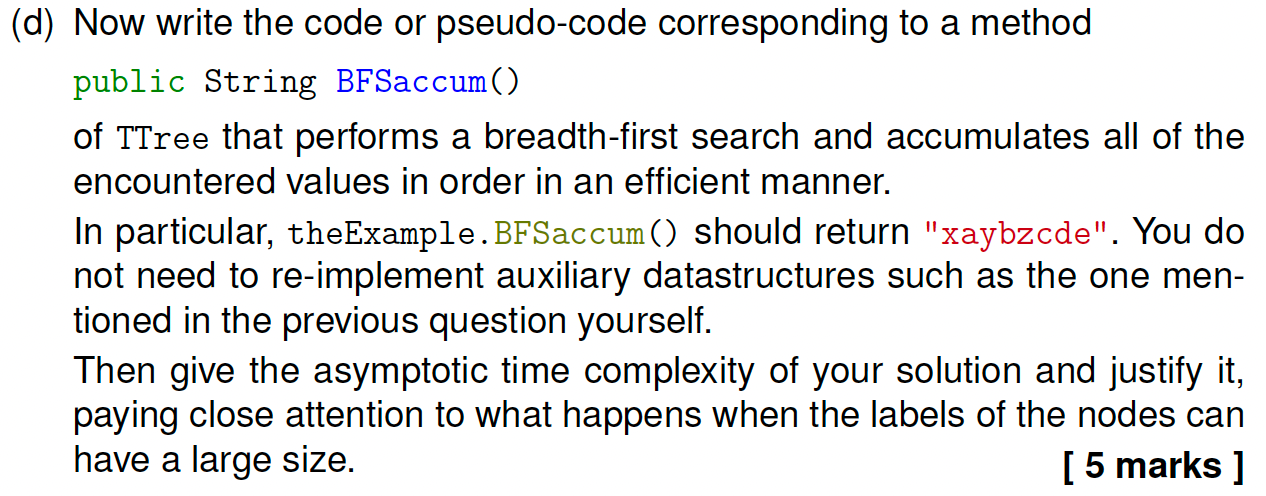 (d) Now write the code or pseudo-code corresponding to a method
public String BFSaccum()
of TTree that performs a breadth-first search and accumulates all of the
encountered values in order in an efficient manner.
In particular, theExample.BFSaccum() should return "xaybzcde". You do
not need to re-implement auxiliary datastructures such as the one men-
tioned in the previous question yourself.
Then give the asymptotic time complexity of your solution and justify it,
paying close attention to what happens when the labels of the nodes can
have a large size. [ 5 marks ]